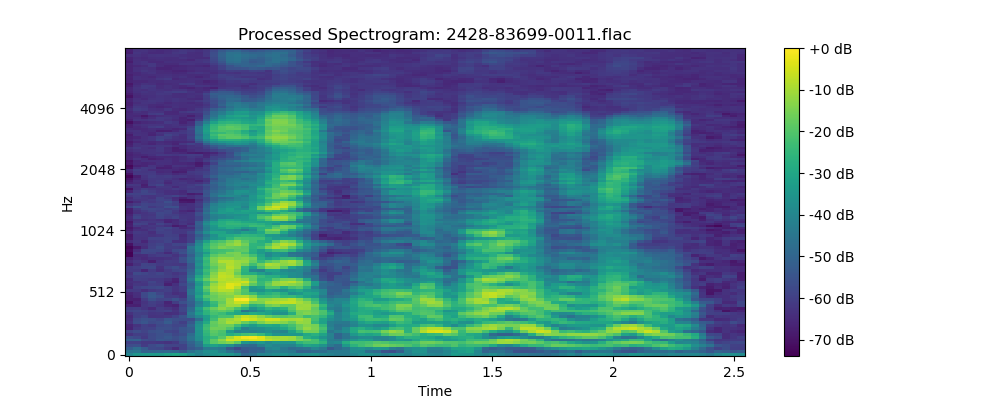 Processed Spectrogram: 2428-83699-0011.flac
Hz
4096
2048
1024
512
0
0 0.5 1 1.5 2 2.5
Time
+0 dB
-10 dB
-20 dB
-30 dB
-40 dB
-50 dB
-60 dB
-70 dB